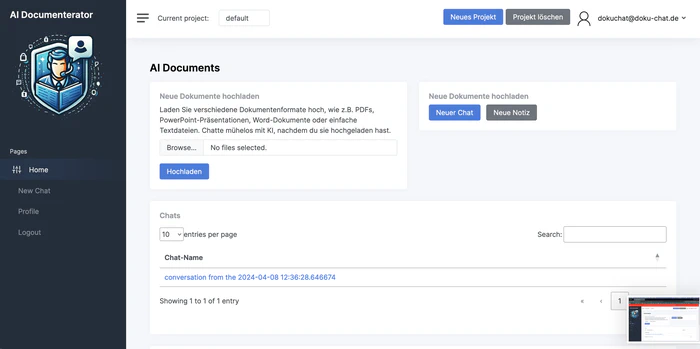 AI Documenterator
Current project: default
Neues Projekt Projekt löschen dokuchat@doku-chat.de
AI Documents
Neue Dokumente hochladen
Laden Sie verschiedene Dokumentenformate hoch, wie z.B. PDFs,
PowerPoint-Präsentationen, Word-Dokumente oder einfache
Textdateien. Chatte mühelos mit KI, nachdem du sie hochgeladen hast.
Browse... No files selected.
Hochladen
Neue Dokumente hochladen
Neuer Chat Neue Notiz
Pages
Home
New Chat
Profile
Logout
Chats
10 entries per page Search:
Chat-Name
conversation from the 2024-04-08 12:36:28.646674
Showing 1 to 1 of 1 entry « ‹ 1